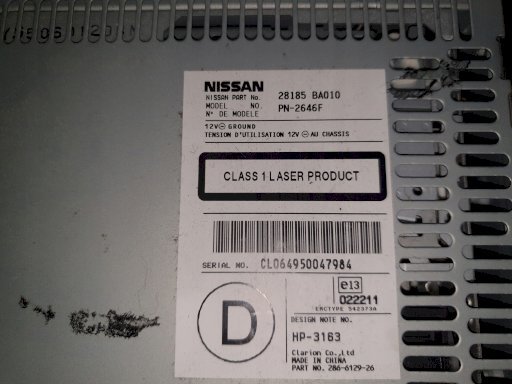 NISSAN
NISSAN PART No. 28185 BA010
MODEL NO. PN-2646F
N° DE MODELE
12V⊖ GROUND
TENSION D'UTILISATION 12V ⊖ AU CHASSIS
CLASS 1 LASER PRODUCT
SERIAL NO. CL064950047984
e13
022211
D
DESIGN NOTE NO.
HP-3163
Clarion Co., Ltd
MADE IN CHINA
PART NO. 286-6129-26